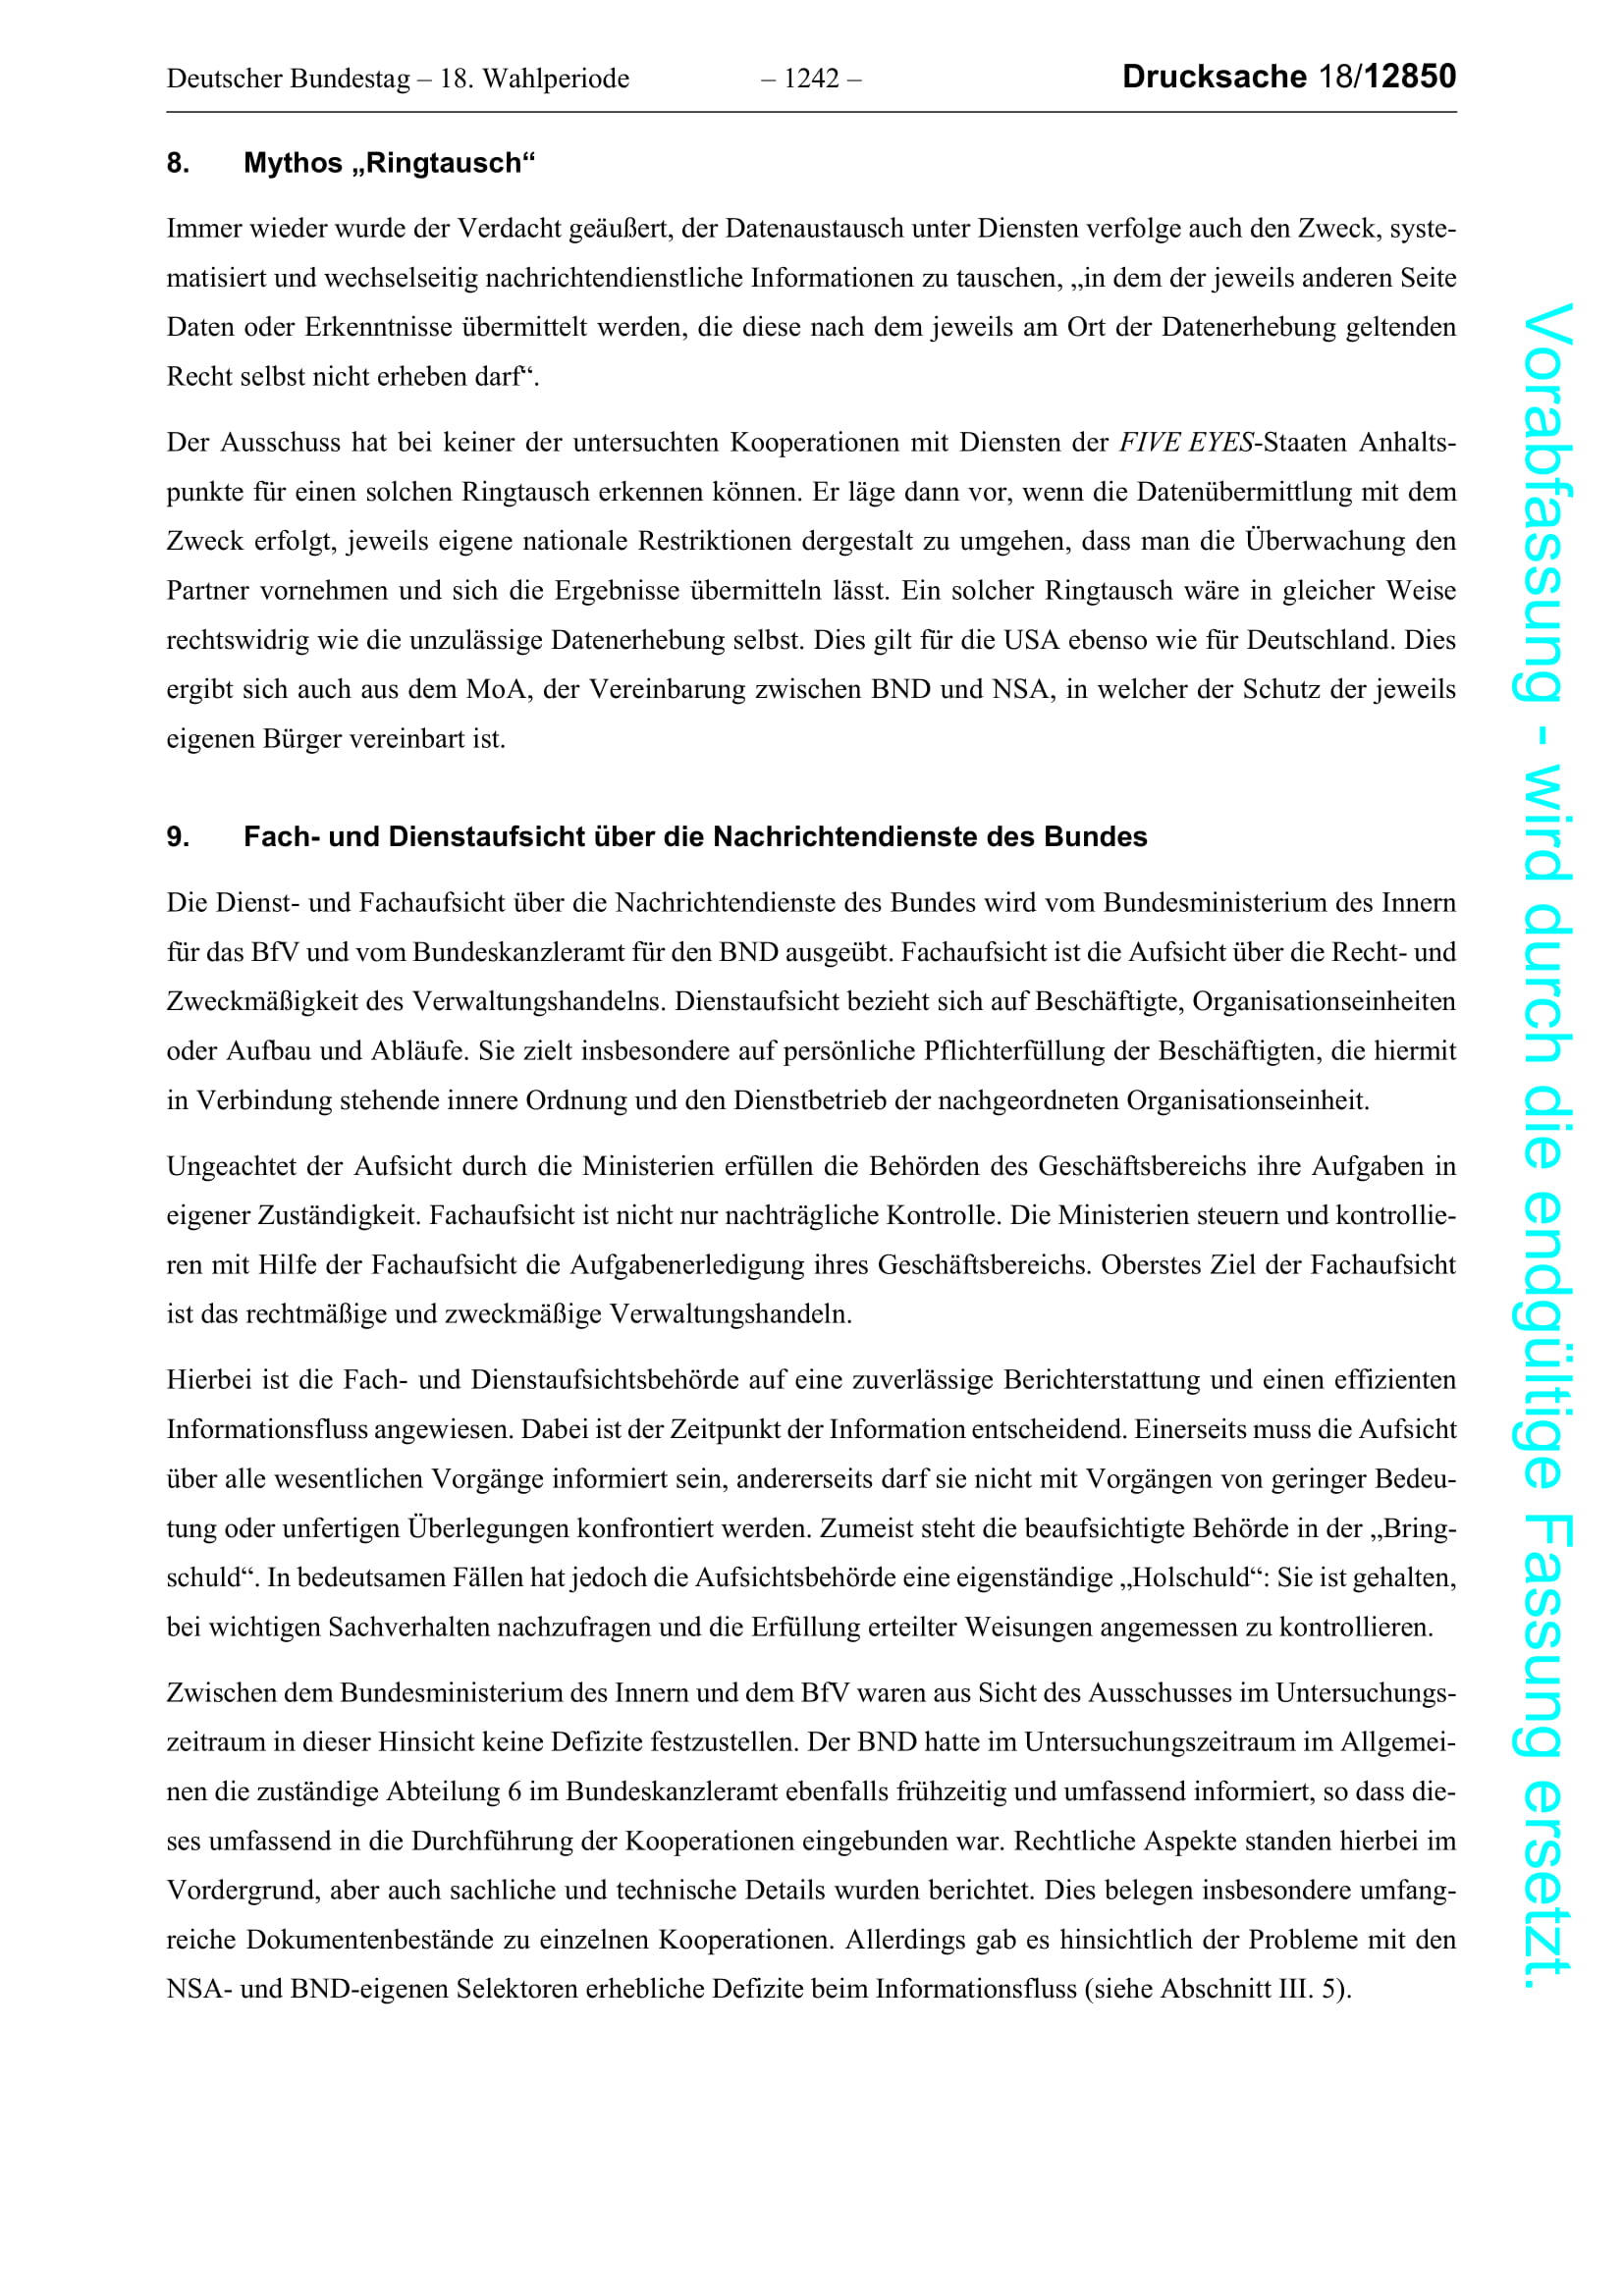 Deutscher Bundestag – 18. Wahlperiode – 1242 – Drucksache 18/12850
8. Mythos „Ringtausch“
Immer wieder wurde der Verdacht geäußert, der Datenaustausch unter Diensten verfolge auch den Zweck, syste-
matisiert und wechselseitig nachrichtendienstliche Informationen zu tauschen, „in dem der jeweils anderen Seite
Daten oder Erkenntnisse übermittelt werden, die diese nach dem jeweils am Ort der Datenerhebung geltenden
Recht selbst nicht erheben darf“.
Der Ausschuss hat bei keiner der untersuchten Kooperationen mit Diensten der FIVE EYES-Staaten Anhalts-
punkte für einen solchen Ringtausch erkennen können. Er läge dann vor, wenn die Datenübermittlung mit dem
Zweck erfolgt, jeweils eigene nationale Restriktionen dergestalt zu umgehen, dass man die Überwachung den
Partner vornehmen und sich die Ergebnisse übermitteln lässt. Ein solcher Ringtausch wäre in gleicher Weise
rechtswidrig wie die unzulässige Datenerhebung selbst. Dies gilt für die USA ebenso wie für Deutschland. Dies
ergibt sich auch aus dem MoA, der Vereinbarung zwischen BND und NSA, in welcher der Schutz der jeweils
eigenen Bürger vereinbart ist.
9. Fach- und Dienstaufsicht über die Nachrichtendienste des Bundes
Die Dienst- und Fachaufsicht über die Nachrichtendienste des Bundes wird vom Bundesministerium des Innern
für das BfV und vom Bundeskanzleramt für den BND ausgeübt. Fachaufsicht ist die Aufsicht über die Recht- und
Zweckmäßigkeit des Verwaltungshandelns. Dienstaufsicht bezieht sich auf Beschäftigte, Organisationseinheiten
oder Aufbau und Abläufe. Sie zielt insbesondere auf persönliche Pflichterfüllung der Beschäftigten, die hiermit
in Verbindung stehende innere Ordnung und den Dienstbetrieb der nachgeordneten Organisationseinheit.
Ungeachtet der Aufsicht durch die Ministerien erfüllen die Behörden des Geschäftsbereichs ihre Aufgaben in
eigener Zuständigkeit. Fachaufsicht ist nicht nur nachträgliche Kontrolle. Die Ministerien steuern und kontrollie-
ren mit Hilfe der Fachaufsicht die Aufgabenerledigung ihres Geschäftsbereichs. Oberstes Ziel der Fachaufsicht
ist das rechtmäßige und zweckmäßige Verwaltungshandeln.
Hierbei ist die Fach- und Dienstaufsichtsbehörde auf eine zuverlässige Berichterstattung und einen effizienten
Informationsfluss angewiesen. Dabei ist der Zeitpunkt der Information entscheidend. Einerseits muss die Aufsicht
über alle wesentlichen Vorgänge informiert sein, andererseits darf sie nicht mit Vorgängen von geringer Bedeu-
tung oder unfertigen Überlegungen konfrontiert werden. Zumeist steht die beaufsichtigte Behörde in der „Bring-
schuld“. In bedeutsamen Fällen hat jedoch die Aufsichtsbehörde eine eigenständige „Holschuld“: Sie ist gehalten,
bei wichtigen Sachverhalten nachzufragen und die Erfüllung erteilter Weisungen angemessen zu kontrollieren.
Zwischen dem Bundesministerium des Innern und dem BfV waren aus Sicht des Ausschusses im Untersuchungs-
zeitraum in dieser Hinsicht keine Defizite festzustellen. Der BND hatte im Untersuchungszeitraum im Allgemei-
nen die zuständige Abteilung 6 im Bundeskanzleramt ebenfalls frühzeitig und umfassend informiert, so dass die-
ses umfassend in die Durchführung der Kooperationen eingebunden war. Rechtliche Aspekte standen hierbei im
Vordergrund, aber auch sachliche und technische Details wurden berichtet. Dies belegen insbesondere umfang-
reiche Dokumentenbestände zu einzelnen Kooperationen. Allerdings gab es hinsichtlich der Probleme mit den
NSA- und BND-eigenen Selektoren erhebliche Defizite beim Informationsfluss (siehe Abschnitt III. 5).
Vorabfassung - wird durch die endgültige Fassung ersetzt.